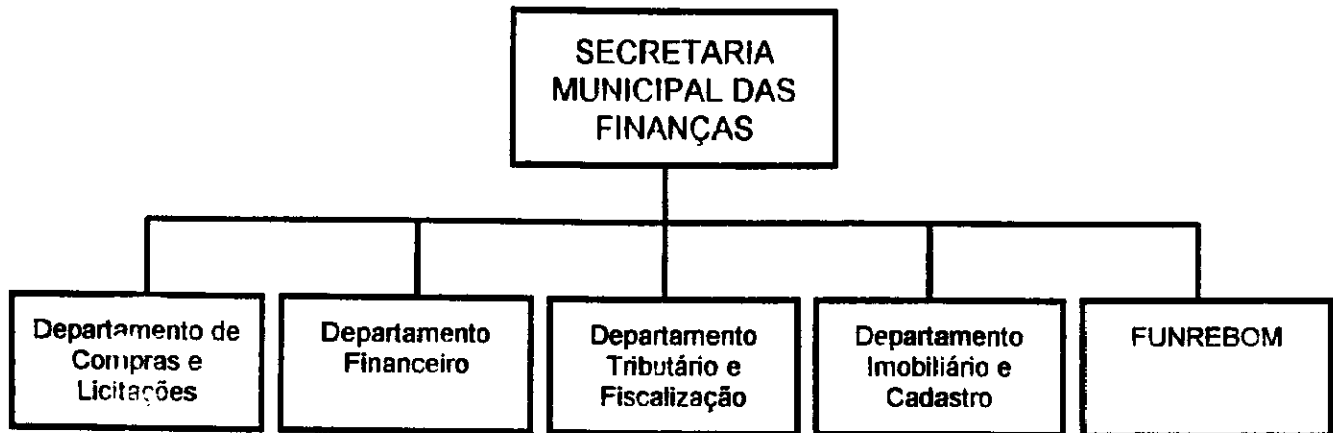 SECRETARIA
MUNICIPAL DAS
FINANÇAS
Departamento de
Compras e
Licitações
Departamento
Financeiro
Departamento
Tributário e
Fiscalização
Departamento
Imobiliário e
Cadastro
FUNREBOM